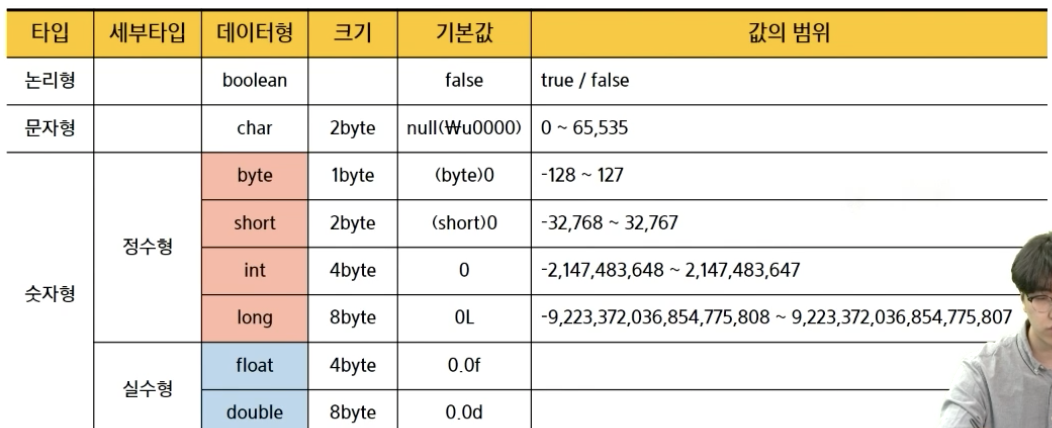 타입 세부타입 데이터형 크기 기본값 값의 범위
논리형 boolean false true / false
문자형 char 2byte null(₩u0000) 0 ~ 65,535
숫자형 정수형 byte 1byte (byte)0 -128 ~ 127
short 2byte (short)0 -32,768 ~ 32,767
int 4byte 0 -2,147,483,648 ~ 2,147,483,647
long 8byte 0L -9,223,372,036,854,775,808 ~ 9,223,372,036,854,775,807
실수형 float 4byte 0.0f
double 8byte 0.0d